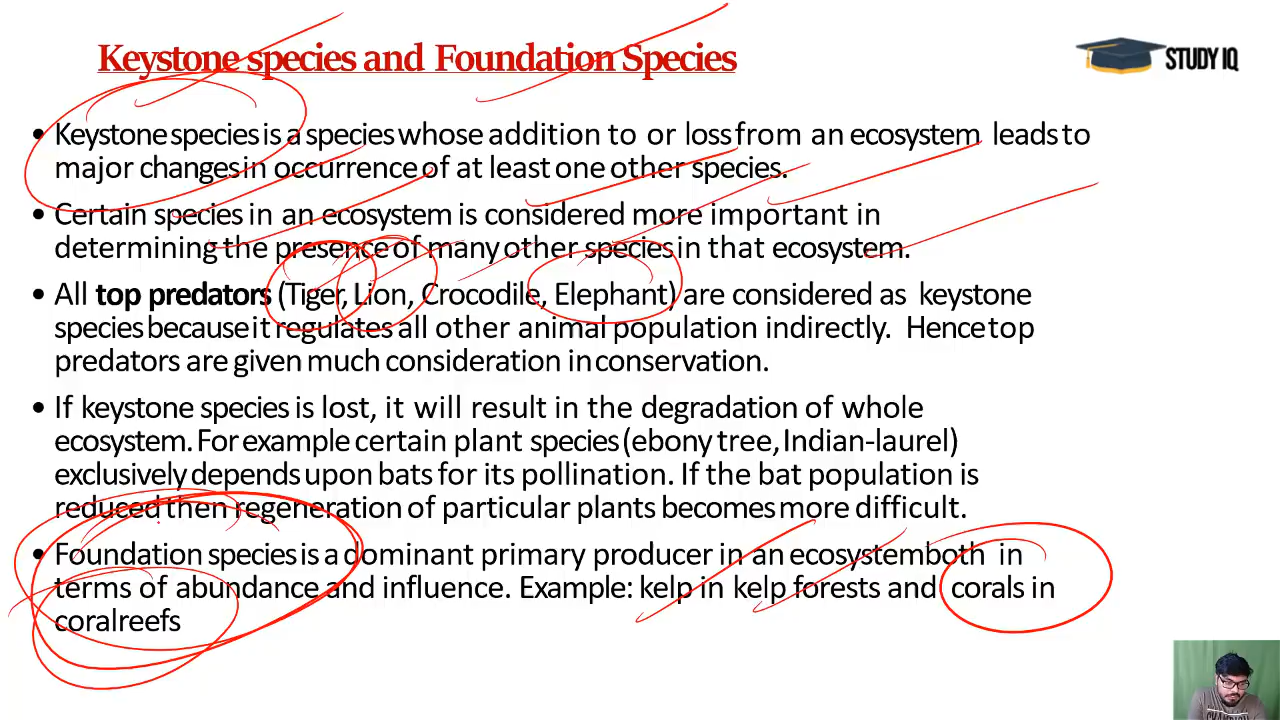 Keystone species and Foundation Species
STUDY IQ
• Keystone species is a species whose addition to or loss from an ecosystem leads to
major changes in occurrence of at least one other species.
• Certain species in an ecosystem is considered more important in
determining the presence of many other species in that ecosystem.
• All top predators (Tiger, Lion, Crocodile, Elephant) are considered as keystone
species because it regulates all other animal population indirectly. Hence top
predators are given much consideration in conservation.
• If keystone species is lost, it will result in the degradation of whole
ecosystem. For example certain plant species (ebony tree, Indian-laurel)
exclusively depends upon bats for its pollination. If the bat population is
reduced then regeneration of particular plants becomes more difficult.
• Foundation species is a dominant primary producer in an ecosystem both in
terms of abundance and influence. Example: kelp in kelp forests and corals in
coralreefs